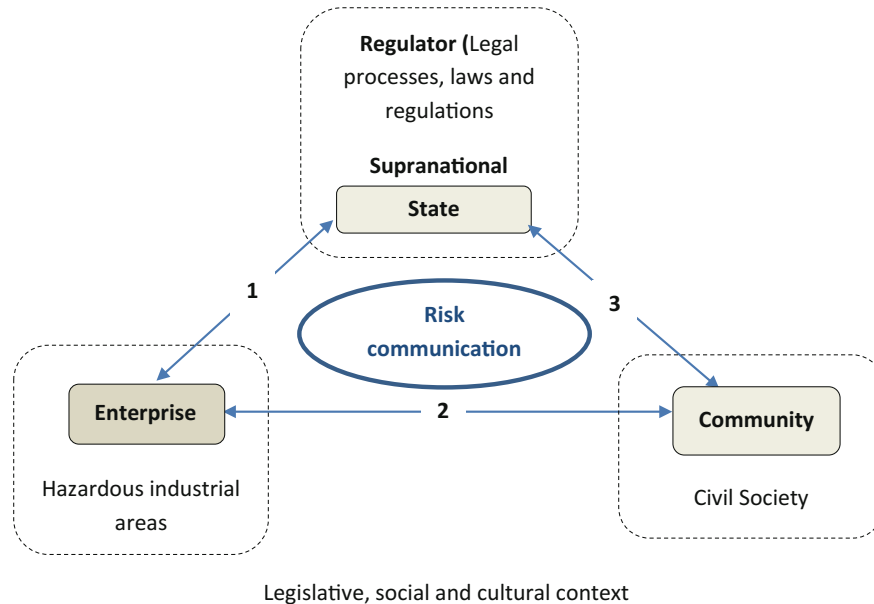 Regulator (Legal
processes, laws and
regulations
Supranational
State
1
3
Risk
communication
Enterprise
2
Community
Hazardous industrial
areas
Civil Society
Legislative, social and cultural context